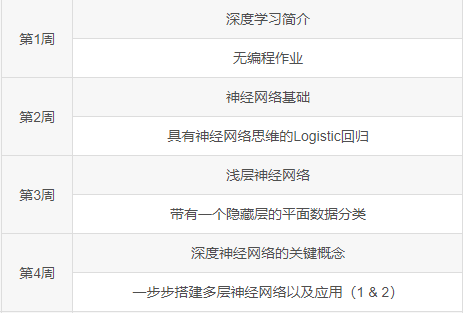 第1周
深度学习简介
无编程作业
第2周
神经网络基础
具有神经网络思维的Logistic回归
第3周
浅层神经网络
带有一个隐藏层的平面数据分类
第4周
深度神经网络的关键概念
一步步搭建多层神经网络以及应用（1 & 2）